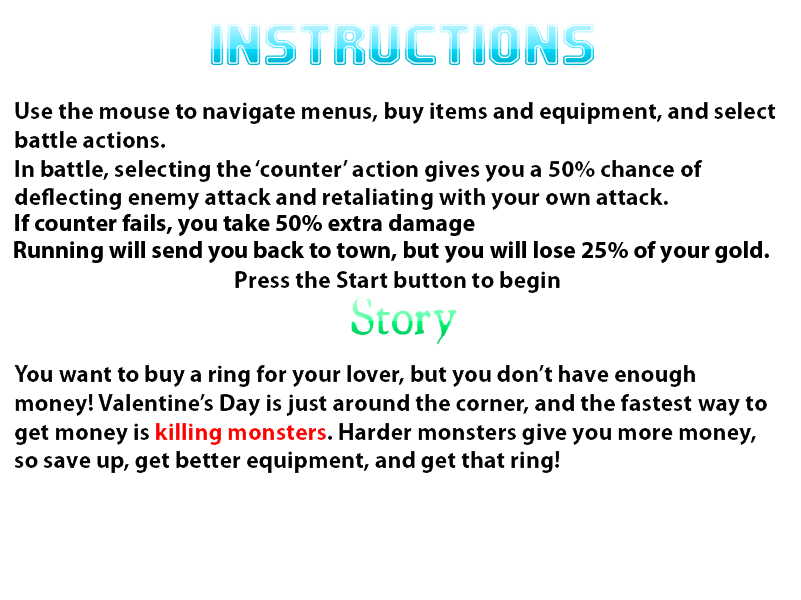 INSTRUCTIONS
Use the mouse to navigate menus, buy items and equipment, and select
battle actions.
In battle, selecting the ‘counter’ action gives you a 50% chance of
deflecting enemy attack and retaliating with your own attack.
If counter fails, you take 50% extra damage
Running will send you back to town, but you will lose 25% of your gold.
Press the Start button to begin
Story
You want to buy a ring for your lover, but you don’t have enough
money! Valentine’s Day is just around the corner, and the fastest way to
get money is killing monsters. Harder monsters give you more money,
so save up, get better equipment, and get that ring!